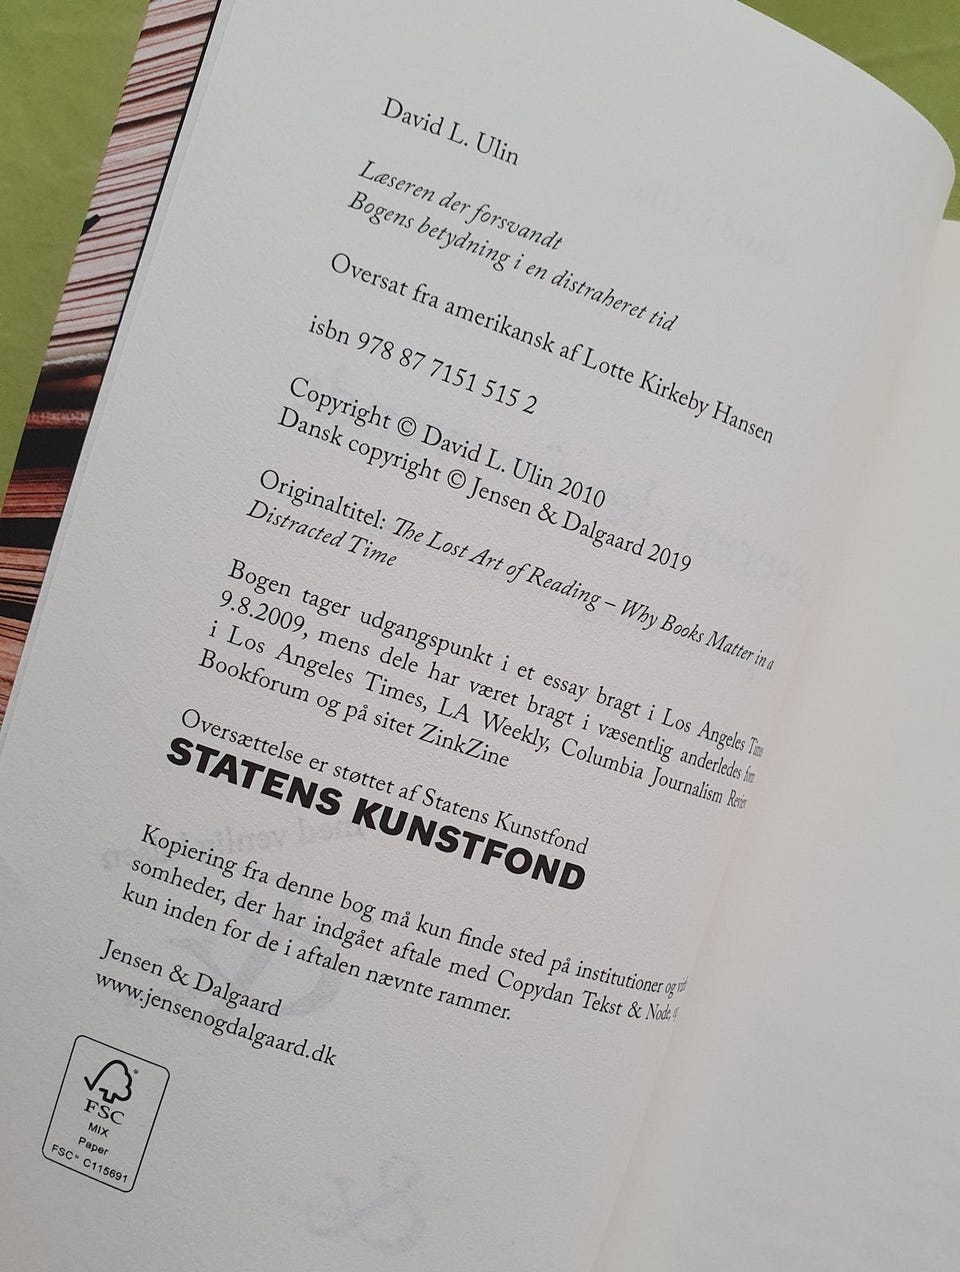 David L. Ulin
Læseren der forsvandt
Bogens betydning i en distraheret tid
Oversat fra amerikansk af Lotte Kirkeby Hansen
isbn 978 87 7151 515 2
Copyright © David L. Ulin 2010
Dansk copyright © Jensen & Dalgaard 2019
Originaltitel: The Lost Art of Reading – Why Books Matter in a
Distracted Time
Bogen tager udgangspunkt i et essay bragt i Los Angeles Time
9.8.2009, mens dele har været bragt i væsentlig anderledes form
i Los Angeles Times, LA Weekly, Columbia Journalism Review
Bookforum og på sitet ZinkZine
Oversættelse er støttet af Statens Kunstfond
STATENS KUNSTFOND
Kopiering fra denne bog må kun finde sted på institutioner og
somheder, der har indgået aftale med Copydan Tekst & Node,
kun inden for de i aftalen nævnte rammer.
Jensen & Dalgaard
www.jensenogdalgaard.dk
FSC
MIX
Paper
FSC® C115691